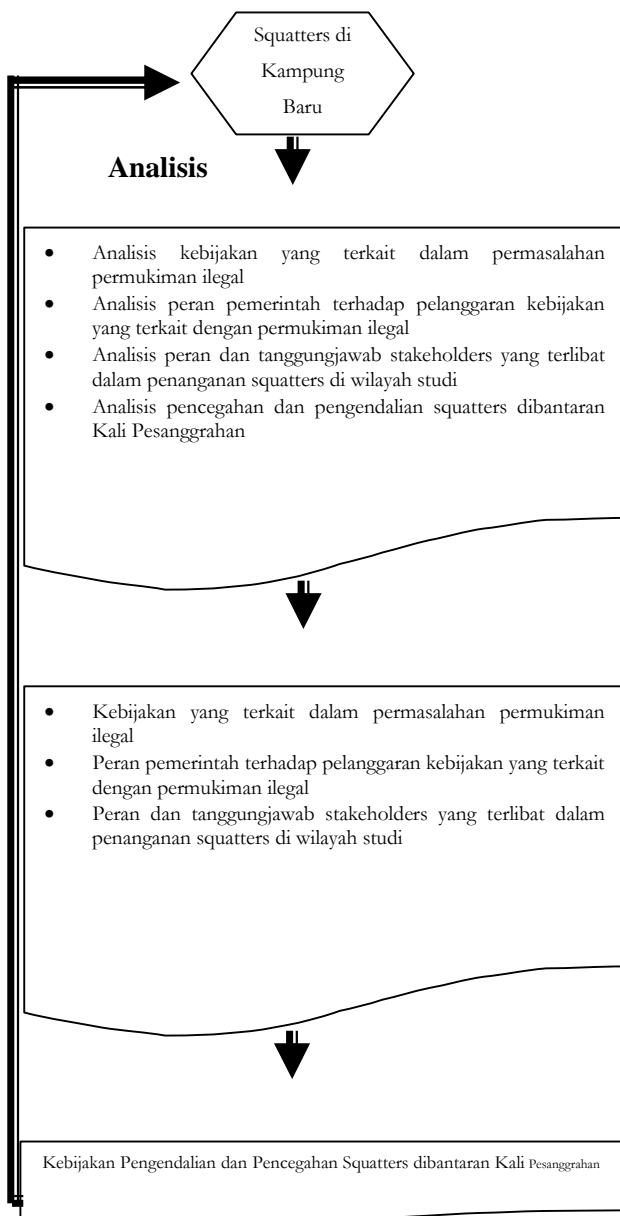 Squatters di
Kampung
Baru
Analisis
• Analisis kebijakan yang terkait dalam permasalahan
permukiman ilegal
• Analisis peran pemerintah terhadap pelanggaran kebijakan
yang terkait dengan permukiman ilegal
• Analisis peran dan tanggungjawab stakeholders yang terlibat
dalam penanganan squatters di wilayah studi
• Analisis pencegahan dan pengendalian squatters dibantaran
Kali Pesanggrahan
• Kebijakan yang terkait dalam permasalahan permukiman
ilegal
• Peran pemerintah terhadap pelanggaran kebijakan yang terkait
dengan permukiman ilegal
• Peran dan tanggungjawab stakeholders yang terlibat dalam
penanganan squatters di wilayah studi
Kebijakan Pengendalian dan Pencegahan Squatters dibantaran Kali Pesanggrahan